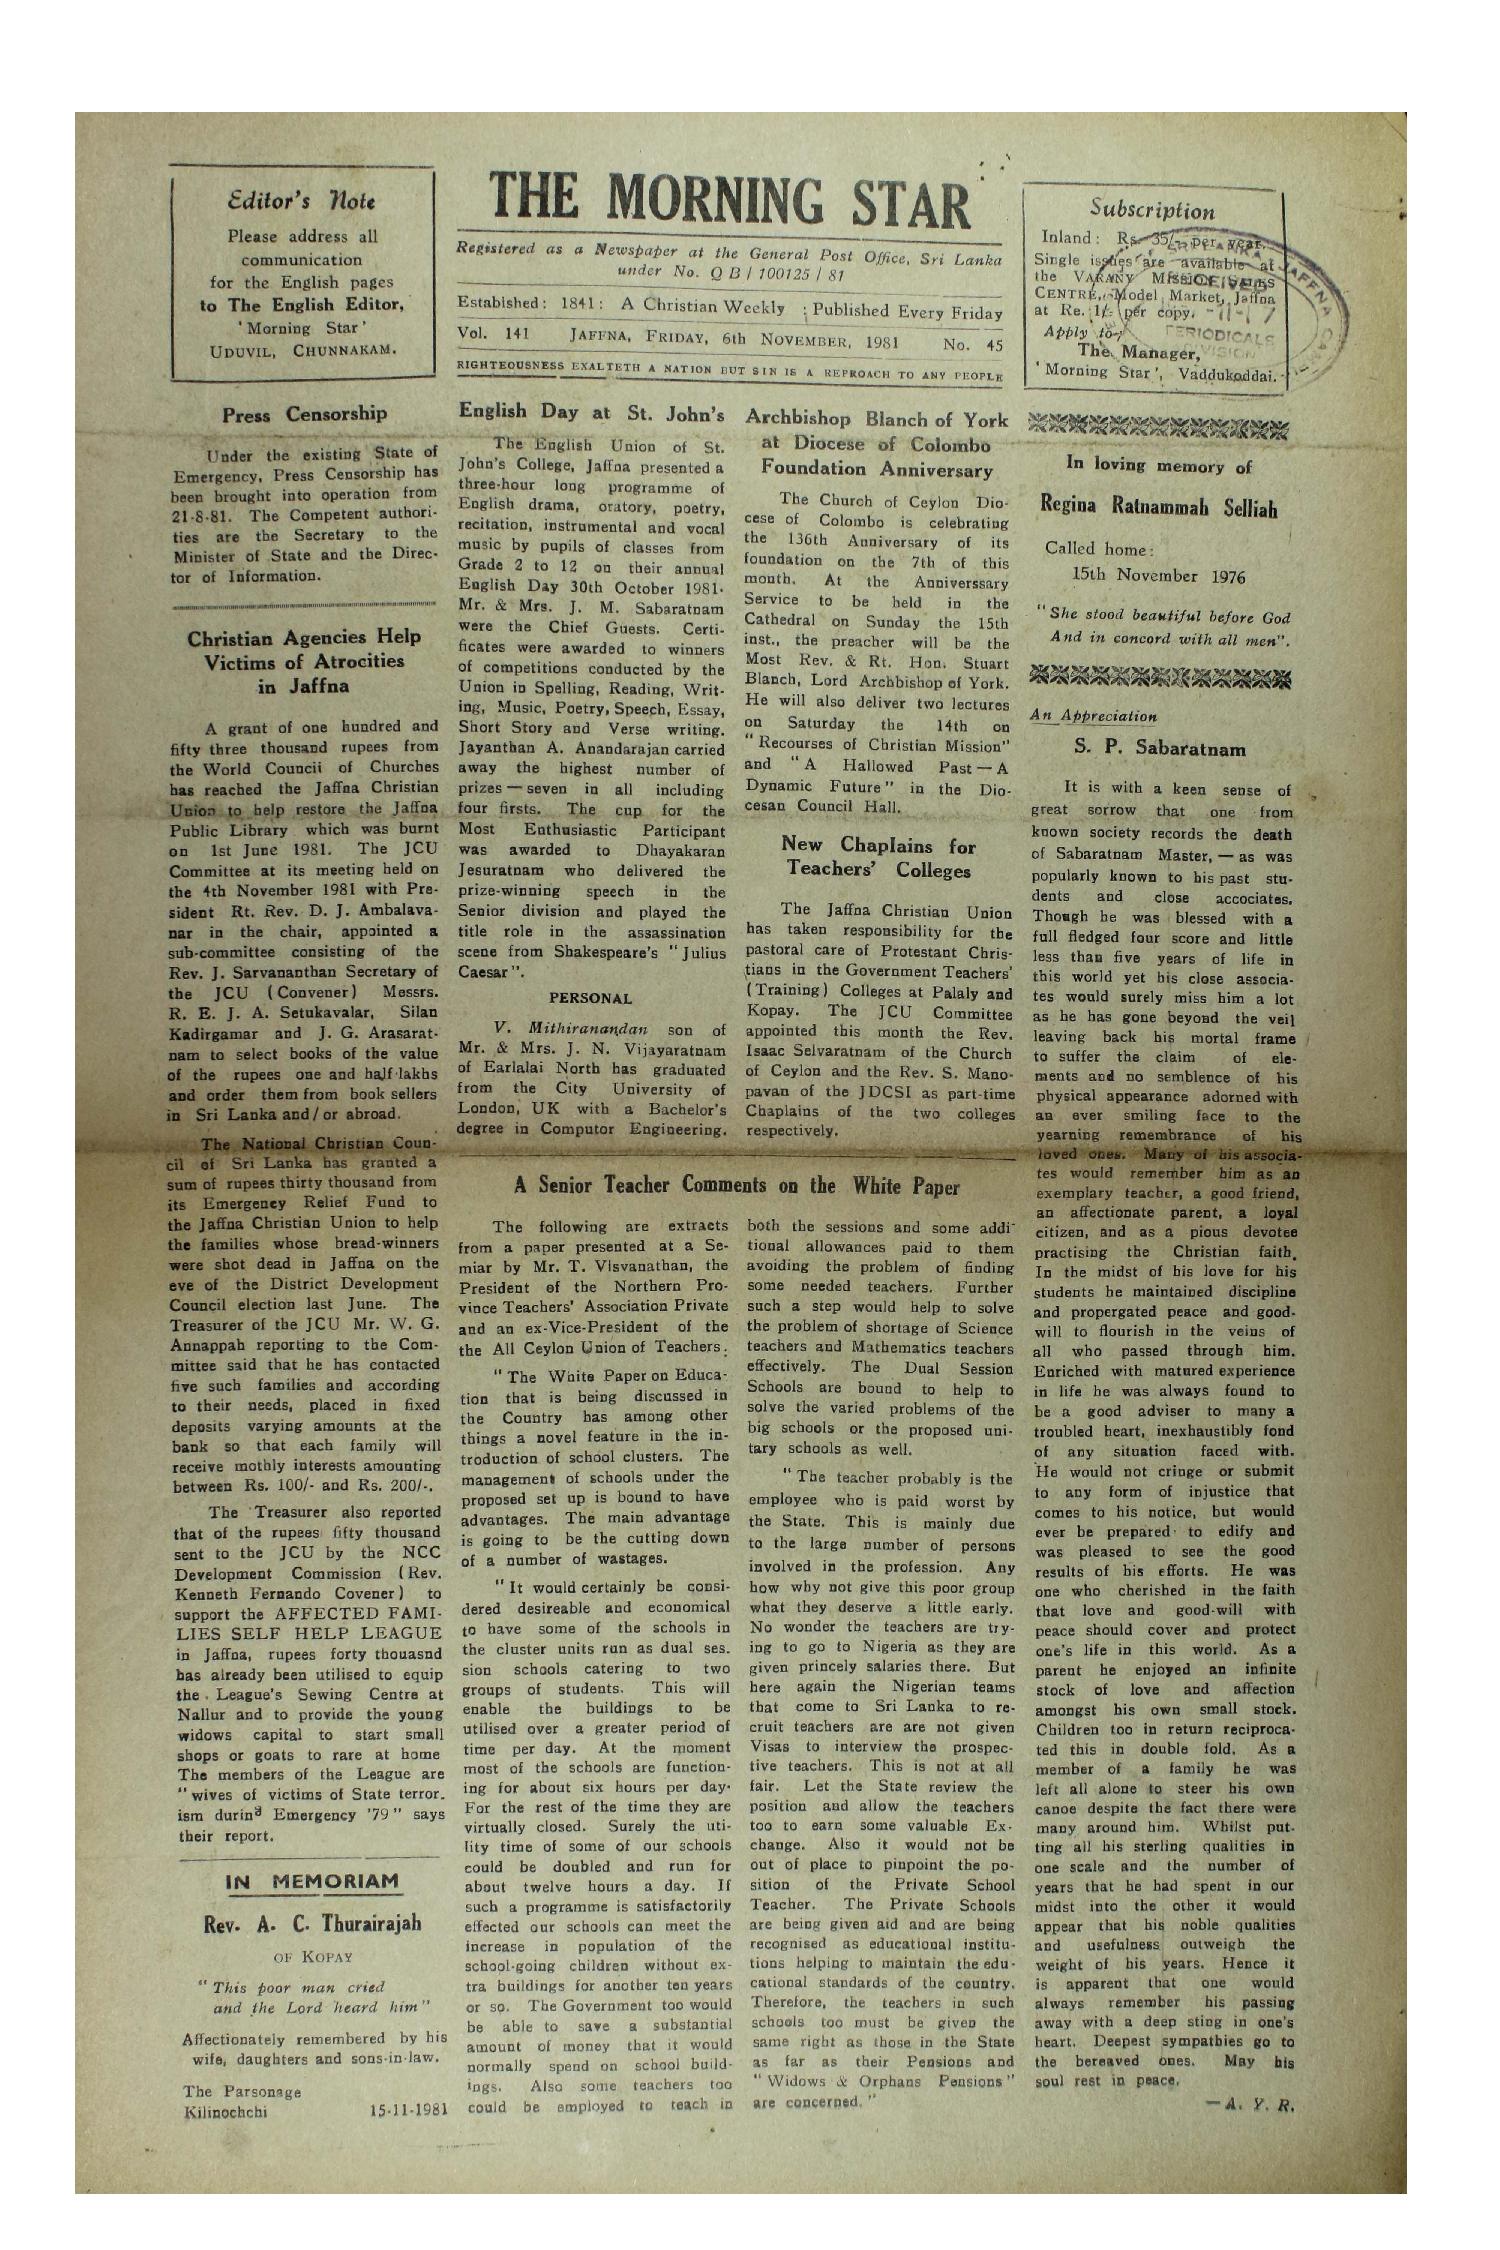 Editor's Note
Please address all
communication
for the English pages
to The English Editor,
'Morning Star'
UDUVIL, CHUNNAKAM.
THE MORNING STAR
Registered as a Newspaper at the General Post Office, Sri Lanka
under No. Q B / 100125 / 81
Established: 1841: A Christian Weekly ; Published Every Friday
Vol. 141 JAFFNA, FRIDAY, 6th NOVEMBER, 1981 No. 45
RIGHTEOUSNESS EXALTETH A NATION BUT SIN IS A REPROACH TO ANY PEOPLE
Subscription
Inland: Rs. 35/- per year.
Single issues are available at
the VARANY MISSION SALES
CENTRE, Model Market, Jaffna
at Re. 1/- per copy.
Apply to
The Manager,
'Morning Star', Vaddukoddai.
JAFFNA
RECEIVED
PERIODICALS
DIVISION
Press Censorship
Under the existing State of
Emergency, Press Censorship has
been brought into operation from
21-8-81. The Competent authori-
ties are the Secretary to the
Minister of State and the Direc-
tor of Information.
Christian Agencies Help
Victims of Atrocities
in Jaffna
A grant of one hundred and
fifty three thousand rupees from
the World Council of Churches
has reached the Jaffna Christian
Union to help restore the Jaffna
Public Library which was burnt
on 1st June 1981. The JCU
Committee at its meeting held on
the 4th November 1981 with Pre-
sident Rt. Rev. D. J. Ambalava-
nar in the chair, appointed a
sub-committee consisting of the
Rev. J. Sarvananthan Secretary of
the JCU (Convener) Messrs.
R. E. J. A. Setukavalar, Silan
Kadirgamar and J. G. Arasarat-
nam to select books of the value
of the rupees one and half lakhs
and order them from book sellers
in Sri Lanka and/or abroad.
The National Christian Coun-
cil of Sri Lanka has granted a
sum of rupees thirty thousand from
its Emergency Relief Fund to
the Jaffna Christian Union to help
the families whose bread-winners
were shot dead in Jaffna on the
eve of the District Development
Council election last June. The
Treasurer of the JCU Mr. W. G.
Annappah reporting to the Com-
mittee said that he has contacted
five such families and according
to their needs, placed in fixed
deposits varying amounts at the
bank so that each family will
receive mothly interests amounting
between Rs. 100/- and Rs. 200/-.
The Treasurer also reported
that of the rupees fifty thousand
sent to the JCU by the NCC
Development Commission (Rev.
Kenneth Fernando Covener) to
support the AFFECTED FAMI-
LIES SELF HELP LEAGUE
in Jaffna, rupees forty thouasnd
has already been utilised to equip
the League's Sewing Centre at
Nallur and to provide the young
widows capital to start small
shops or goats to rare at home
The members of the League are
"wives of victims of State terror.
ism during Emergency '79" says
their report.
IN MEMORIAM
Rev. A. C. Thurairajah
OF KOPAY
"This poor man cried
and the Lord heard him"
Affectionately remembered by his
wife, daughters and sons-in-law.
The Parsonage
Kilinochchi 15-11-1981
English Day at St. John's
The English Union of St.
John's College, Jaffna presented a
three-hour long programme of
English drama, oratory, poetry,
recitation, instrumental and vocal
music by pupils of classes from
Grade 2 to 12 on their annual
English Day 30th October 1981.
Mr. & Mrs. J. M. Sabaratnam
were the Chief Guests. Certi-
ficates were awarded to winners
of competitions conducted by the
Union in Spelling, Reading, Writ-
ing, Music, Poetry, Speech, Essay,
Short Story and Verse writing.
Jayanthan A. Anandarajan carried
away the highest number of
prizes — seven in all including
four firsts. The cup for the
Most Enthusiastic Participant
was awarded to Dhayakaran
Jesuratnam who delivered the
prize-winning speech in the
Senior division and played the
title role in the assassination
scene from Shakespeare's "Julius
Caesar".
PERSONAL
V. Mithiranandan son of
Mr. & Mrs. J. N. Vijayaratnam
of Earlalai North has graduated
from the City University of
London, UK with a Bachelor's
degree in Computor Engineering.
Archbishop Blanch of York
at Diocese of Colombo
Foundation Anniversary
The Church of Ceylon Dio-
cese of Colombo is celebrating
the 136th Anniversary of its
foundation on the 7th of this
month. At the Anniverssary
Service to be held in the
Cathedral on Sunday the 15th
inst., the preacher will be the
Most Rev. & Rt. Hon. Stuart
Blanch, Lord Archbishop of York.
He will also deliver two lectures
on Saturday the 14th on
"Recourses of Christian Mission"
and "A Hallowed Past — A
Dynamic Future" in the Dio-
cesan Council Hall.
New Chaplains for
Teachers' Colleges
The Jaffna Christian Union
has taken responsibility for the
pastoral care of Protestant Chris-
tians in the Government Teachers'
(Training) Colleges at Palaly and
Kopay. The JCU Committee
appointed this month the Rev.
Isaac Selvaratnam of the Church
of Ceylon and the Rev. S. Mano-
pavan of the JDCSI as part-time
Chaplains of the two colleges
respectively.
A Senior Teacher Comments on the White Paper
The following are extracts
from a paper presented at a Se-
miar by Mr. T. Visvanathan, the
President of the Northern Pro-
vince Teachers' Association Private
and an ex-Vice-President of the
the All Ceylon Union of Teachers.
"The White Paper on Educa-
tion that is being discussed in
the Country has among other
things a novel feature in the in-
troduction of school clusters. The
management of schools under the
proposed set up is bound to have
advantages. The main advantage
is going to be the cutting down
of a number of wastages.
"It would certainly be consi-
dered desireable and economical
to have some of the schools in
the cluster units run as dual ses.
sion schools catering to two
groups of students. This will
enable the buildings to be
utilised over a greater period of
time per day. At the moment
most of the schools are function-
ing for about six hours per day.
For the rest of the time they are
virtually closed. Surely the uti-
lity time of some of our schools
could be doubled and run for
about twelve hours a day. If
such a programme is satisfactorily
effected our schools can meet the
increase in population of the
school-going children without ex-
tra buildings for another ten years
or so. The Government too would
be able to save a substantial
amount of money that it would
normally spend on school build-
ings. Also some teachers too
could be employed to teach in
both the sessions and some addi-
tional allowances paid to them
avoiding the problem of finding
some needed teachers. Further
such a step would help to solve
the problem of shortage of Science
teachers and Mathematics teachers
effectively. The Dual Session
Schools are bound to help to
solve the varied problems of the
big schools or the proposed uni-
tary schools as well.
"The teacher probably is the
employee who is paid worst by
the State. This is mainly due
to the large number of persons
involved in the profession. Any
how why not give this poor group
what they deserve a little early.
No wonder the teachers are try-
ing to go to Nigeria as they are
given princely salaries there. But
here again the Nigerian teams
that come to Sri Lanka to re-
cruit teachers are are not given
Visas to interview the prospec-
tive teachers. This is not at all
fair. Let the State review the
position and allow the teachers
too to earn some valuable Ex-
change. Also it would not be
out of place to pinpoint the po-
sition of the Private School
Teacher. The Private Schools
are being given aid and are being
recognised as educational institu-
tions helping to maintain the edu-
cational standards of the country.
Therefore, the teachers in such
schools too must be given the
same right as those in the State
as far as their Pensions and
"Widows & Orphans Pensions"
are concerned."
In loving memory of
Regina Ratnammah Selliah
Called home:
15th November 1976
"She stood beautiful before God
And in concord with all men".
An Appreciation
S. P. Sabaratnam
It is with a keen sense of
great sorrow that one from
known society records the death
of Sabaratnam Master, — as was
popularly known to his past stu-
dents and close accociates.
Though he was blessed with a
full fledged four score and little
less than five years of life in
this world yet his close associa-
tes would surely miss him a lot
as he has gone beyond the veil
leaving back his mortal frame
to suffer the claim of ele-
ments and no semblence of his
physical appearance adorned with
an ever smiling face to the
yearning remembrance of his
loved ones. Many of his associa-
tes would remember him as an
exemplary teacher, a good friend,
an affectionate parent, a loyal
citizen, and as a pious devotee
practising the Christian faith.
In the midst of his love for his
students he maintained discipline
and propergated peace and good-
will to flourish in the veins of
all who passed through him.
Enriched with matured experience
in life he was always found to
be a good adviser to many a
troubled heart, inexhaustibly fond
of any situation faced with.
He would not cringe or submit
to any form of injustice that
comes to his notice, but would
ever be prepared to edify and
was pleased to see the good
results of his efforts. He was
one who cherished in the faith
that love and good-will with
peace should cover and protect
one's life in this world. As a
parent he enjoyed an infinite
stock of love and affection
amongst his own small stock.
Children too in return reciproca-
ted this in double fold. As a
member of a family he was
left all alone to steer his own
canoe despite the fact there were
many around him. Whilst put-
ting all his sterling qualities in
one scale and the number of
years that he had spent in our
midst into the other it would
appear that his noble qualities
and usefulness outweigh the
weight of his years. Hence it
is apparent that one would
always remember his passing
away with a deep sting in one's
heart. Deepest sympathies go to
the bereaved ones. May his
soul rest in peace.
— A. Y. R.